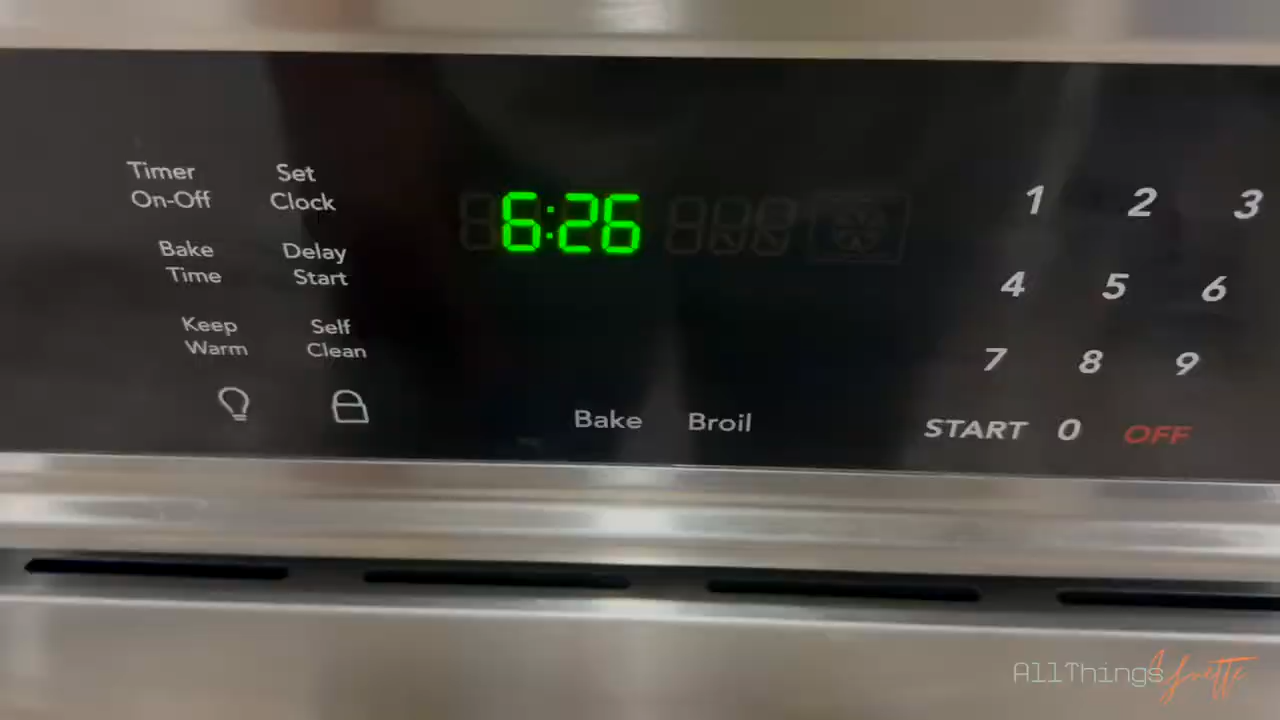 Timer
On-Off
Set
Clock
Bake
Time
Delay
Start
Keep
Warm
Self
Clean
6:26
Bake Broil
1 2 3
4 5 6
7 8 9
START 0 OFF
AllThings Yvette